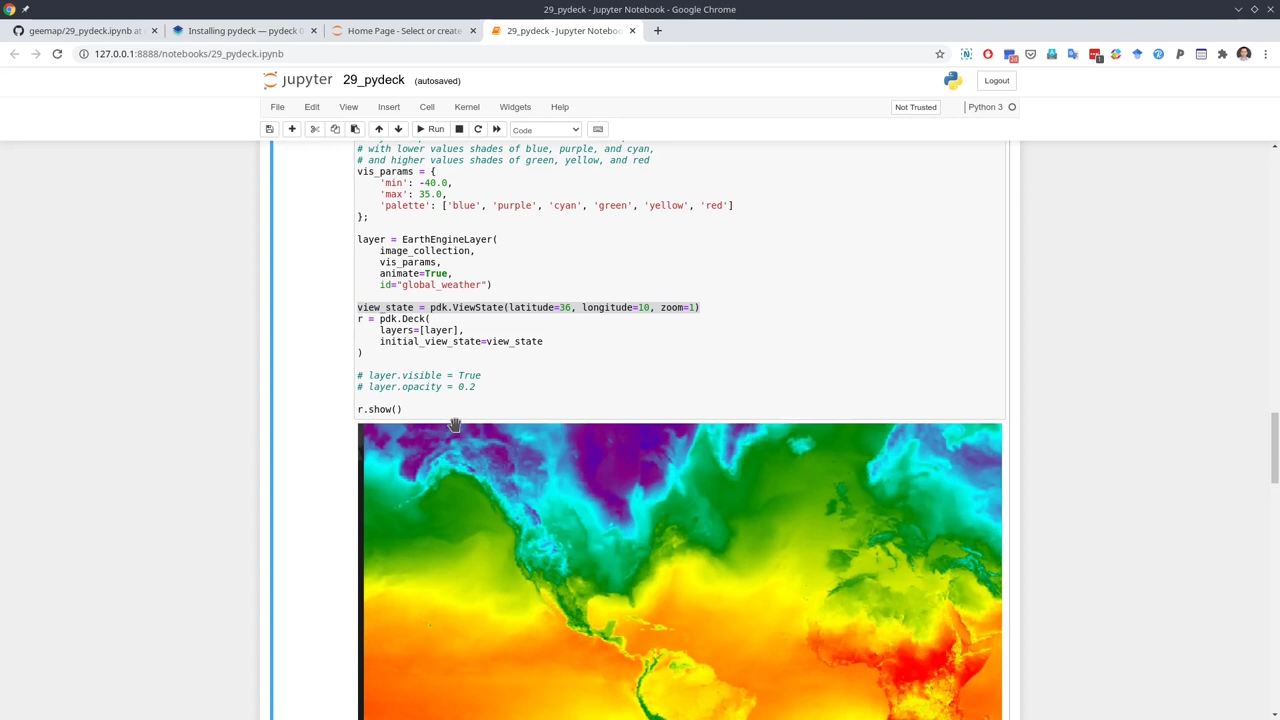 29_pydeck - Jupyter Notebook - Google Chrome
geemap/29_pydeck.ipynb at
Installing pydeck — pydeck 0
Home Page - Select or create
29_pydeck - Jupyter Notebo
127.0.0.1:8888/notebooks/29_pydeck.ipynb
jupyter 29_pydeck (autosaved)
Logout
File Edit View Insert Cell Kernel Widgets Help
Not Trusted
Python 3
Run
Code
# with lower values shades of blue, purple, and cyan,
# and higher values shades of green, yellow, and red
vis_params = {
    'min': -40.0,
    'max': 35.0,
    'palette': ['blue', 'purple', 'cyan', 'green', 'yellow', 'red']
};
layer = EarthEngineLayer(
    image_collection,
    vis_params,
    animate=True,
    id="global_weather")
view_state = pdk.ViewState(latitude=36, longitude=10, zoom=1)
r = pdk.Deck(
    layers=[layer],
    initial_view_state=view_state
)
# layer.visible = True
# layer.opacity = 0.2
r.show()